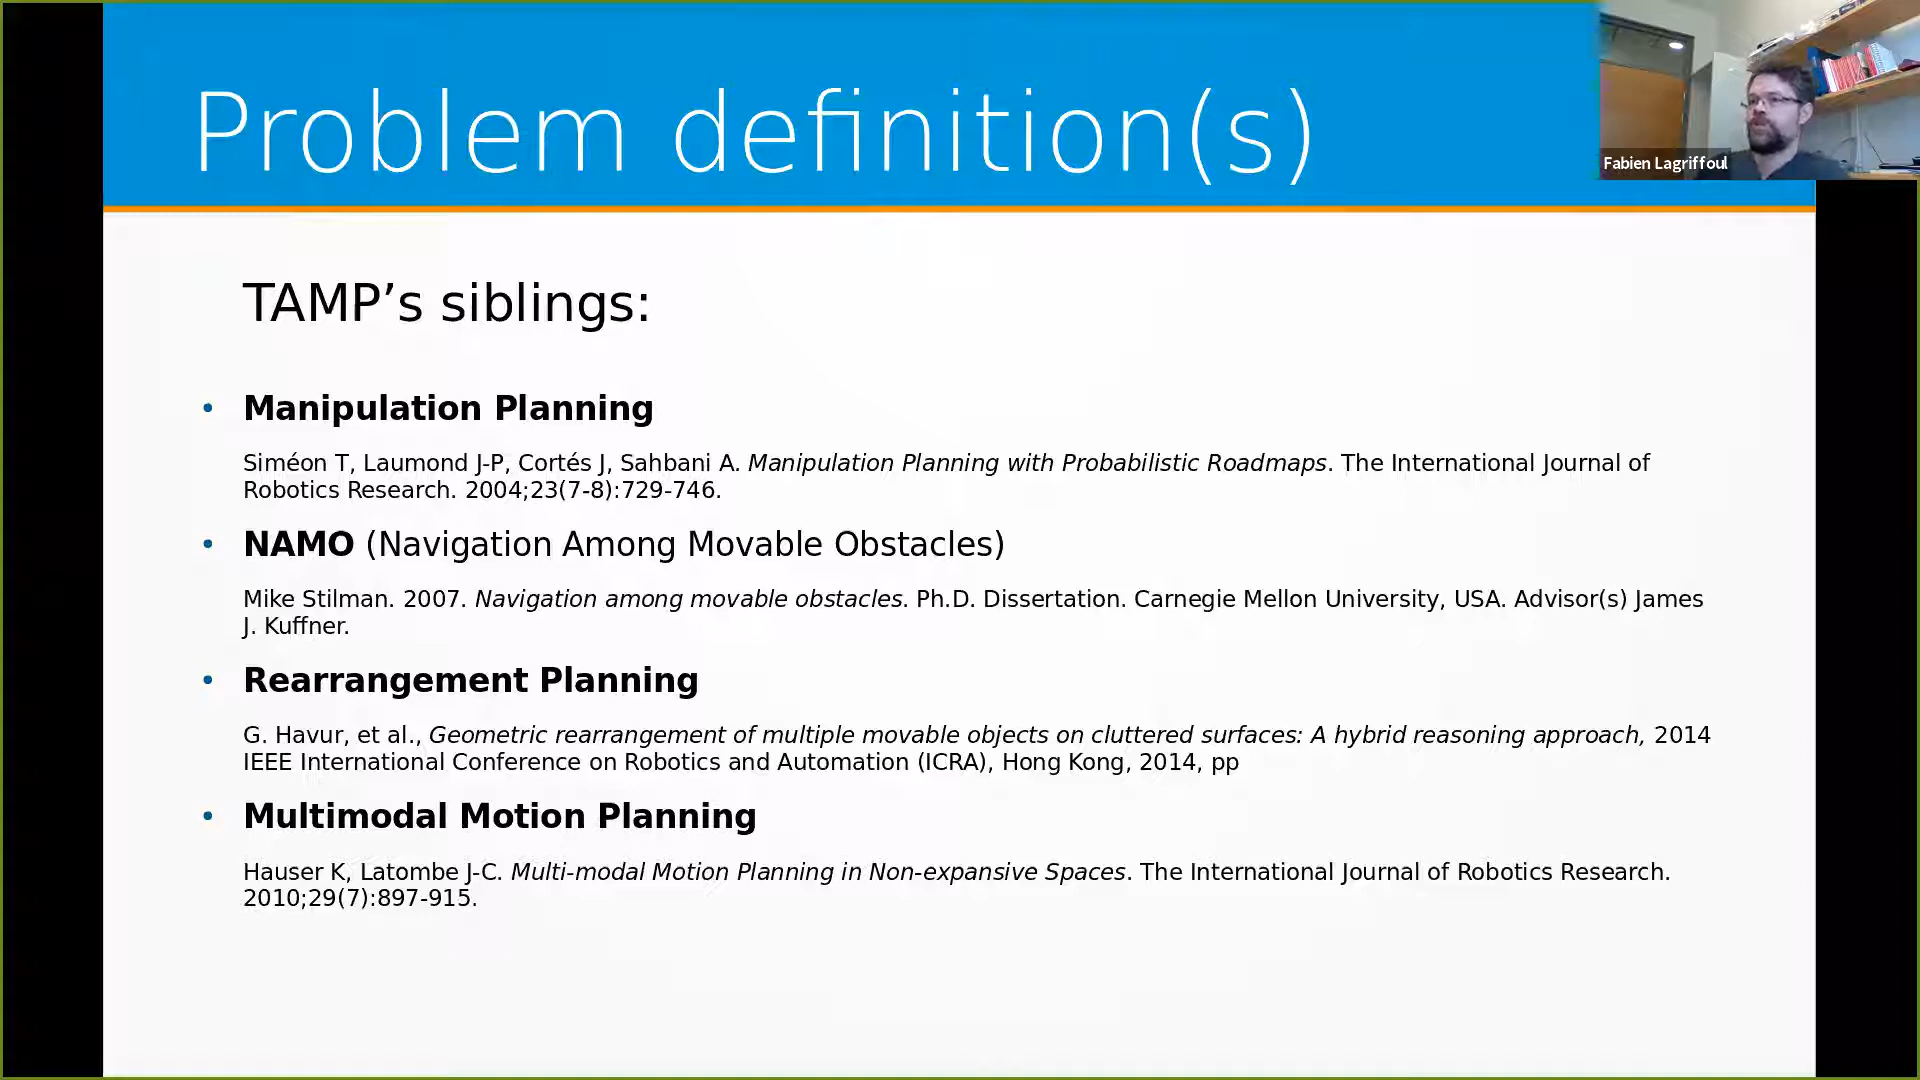 Problem definition(s)
Fabien Lagriffoul
TAMP’s siblings:
• Manipulation Planning
Siméon T, Laumond J-P, Cortés J, Sahbani A. Manipulation Planning with Probabilistic Roadmaps. The International Journal of
Robotics Research. 2004;23(7-8):729-746.
• NAMO (Navigation Among Movable Obstacles)
Mike Stilman. 2007. Navigation among movable obstacles. Ph.D. Dissertation. Carnegie Mellon University, USA. Advisor(s) James
J. Kuffner.
• Rearrangement Planning
G. Havur, et al., Geometric rearrangement of multiple movable objects on cluttered surfaces: A hybrid reasoning approach, 2014
IEEE International Conference on Robotics and Automation (ICRA), Hong Kong, 2014, pp
• Multimodal Motion Planning
Hauser K, Latombe J-C. Multi-modal Motion Planning in Non-expansive Spaces. The International Journal of Robotics Research.
2010;29(7):897-915.